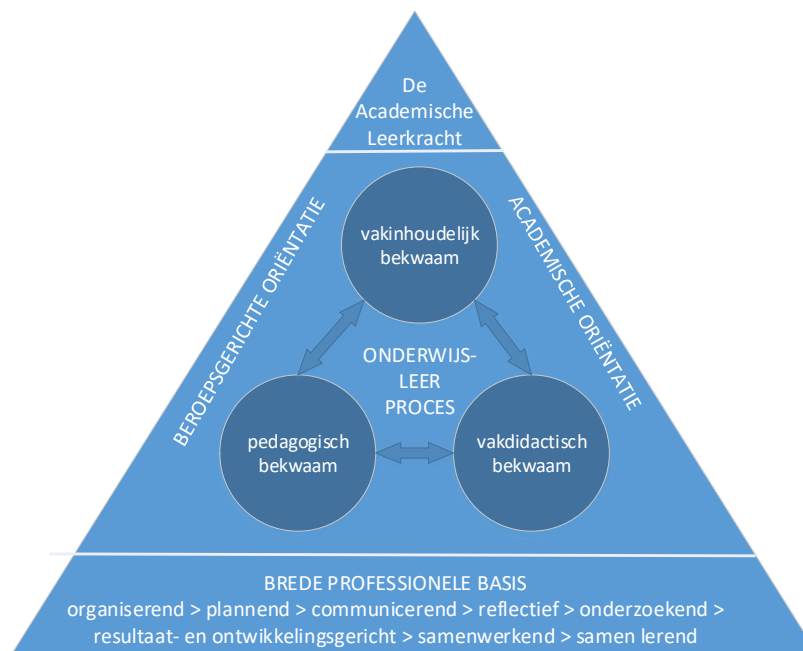 De
Academische
Leerkracht
BEROEPSGERICHTE ORIËNTATIE
ACADEMISCHE ORIËNTATIE
vakinhoudelijk
bekwaam
ONDERWIJS-
LEER
PROCES
pedagogisch
bekwaam
vakdidactisch
bekwaam
BREDE PROFESSIONELE BASIS
organiserend > plannend > communicerend > reflectief > onderzoekend >
resultaat- en ontwikkelingsgericht > samenwerkend > samen lerend